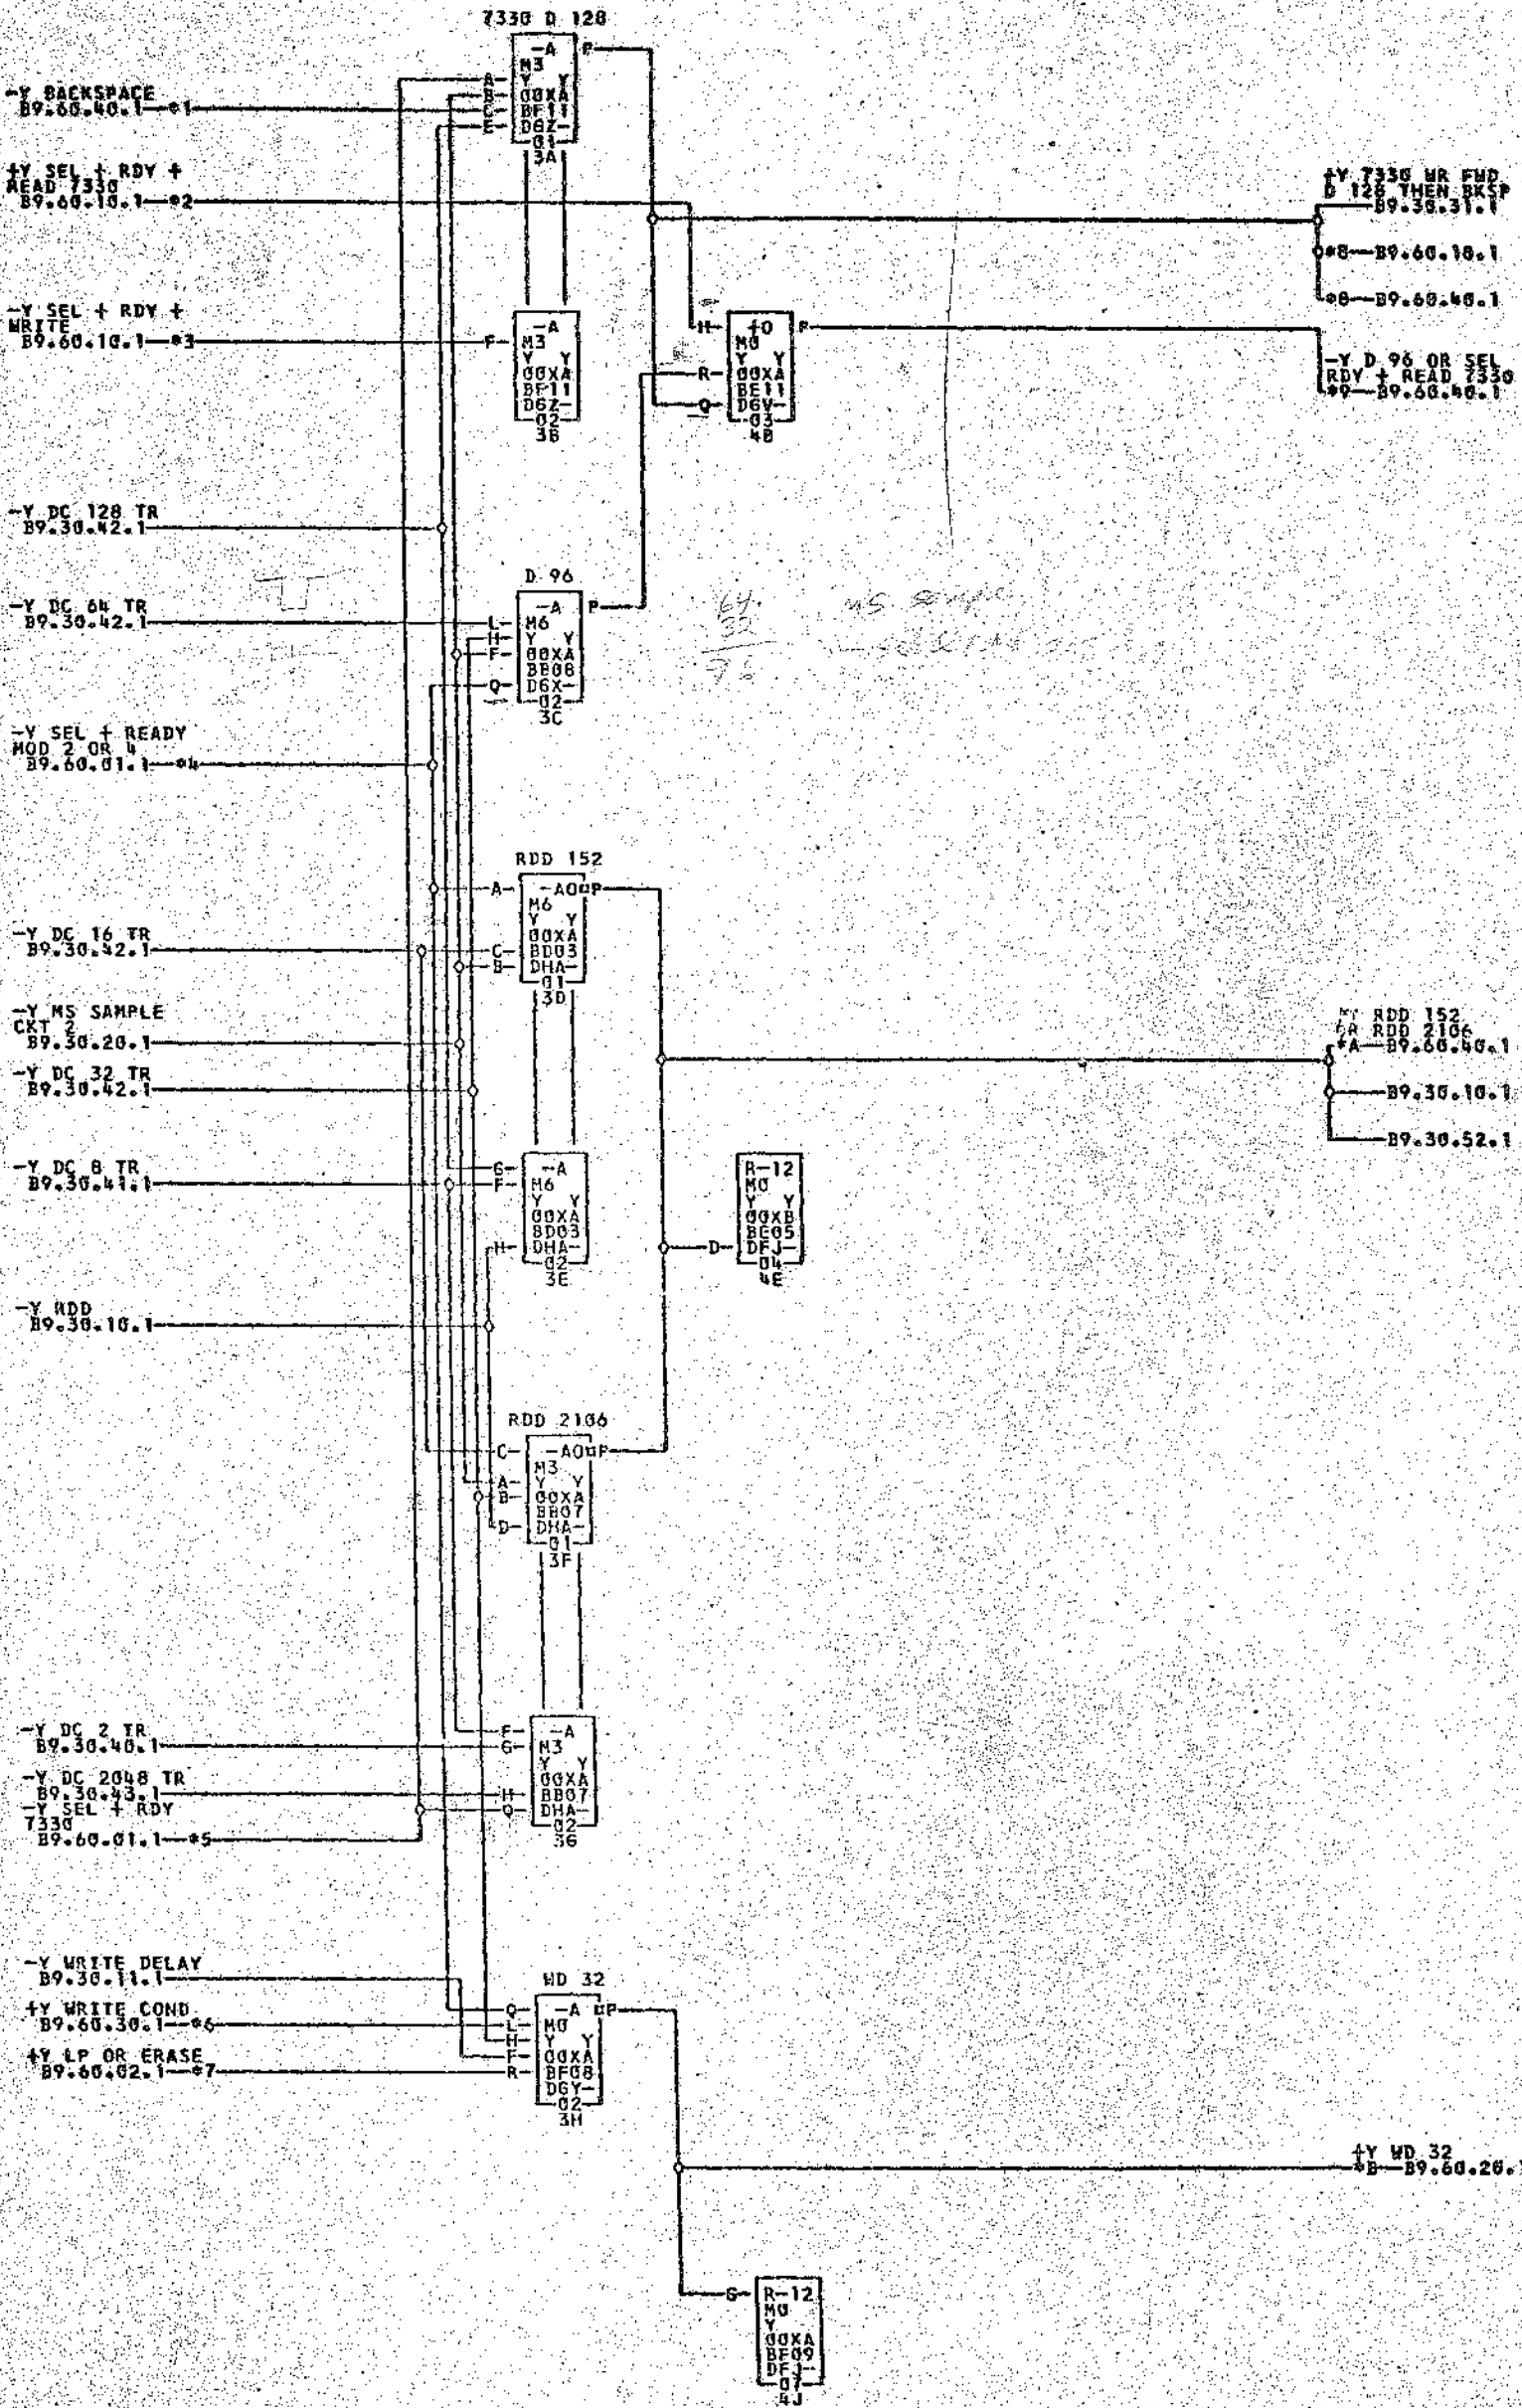 7330 D 128
-A P
M3
A- Y Y
B- 00XA
C- BF11
E- DGZ-
01
3A
-Y BACKSPACE
B9.60.40.1—*1
+Y SEL + RDY +
READ 7330
B9.60.10.1—*2
+Y 7330 WR FWD
D 128 THEN BKSP
B9.30.31.1
*8—B9.60.10.1
*8—B9.60.40.1
-Y SEL + RDY +
WRITE
B9.60.10.1—*3
-A
F- M3
Y Y
00XA
BF11
DGZ-
02
3B
H- +O P
M0
Y Y
R- 00XA
BE11
Q- DGV-
03
4B
-Y D 96 OR SEL
RDY + READ 7330
*9—B9.60.40.1
-Y DC 128 TR
B9.30.42.1
D 96
-A P
L- M6
H- Y Y
F- 00XA
BB08
Q- DGX-
02
3C
64
32
MS sample
-Y DC 64 TR
B9.30.42.1
-Y SEL + READY
MOD 2 OR 4
B9.60.01.1—*4
RDD 152
A- -AO P
M6
Y Y
00XA
C- BD03
B- DHA-
01
3D
-Y DC 16 TR
B9.30.42.1
-Y MS SAMPLE
CKT 2
B9.30.20.1
-Y DC 32 TR
B9.30.42.1
RDD 152
OR RDD 2106
*A—B9.60.40.1
B9.30.10.1
B9.30.52.1
-Y DC 8 TR
B9.30.41.1
G- -A
F- M6
Y Y
00XA
BD03
H- DHA-
02
3E
R-12
M0
Y Y
00XB
BE05
D- DFJ-
04
4E
-Y RDD
B9.30.10.1
RDD 2106
C- -AO P
M3
A- Y Y
B- 00XA
BB07
D- DHA-
01
3F
-Y DC 2 TR
B9.30.40.1
-Y DC 2048 TR
B9.30.43.1
-Y SEL + RDY
7330
B9.60.01.1—*5
F- -A
G- M3
Y Y
00XA
H- BB07
Q- DHA-
02
3G
-Y WRITE DELAY
B9.30.11.1
+Y WRITE COND
B9.60.30.1—*6
+Y LP OR ERASE
B9.60.02.1—*7
WD 32
Q- -A P
L- M0
H- Y Y
F- 00XA
R- BF08
DGY-
02
3H
+Y WD 32
*B—B9.60.20.
G- R-12
M0
Y
00XA
BF09
DFJ-
07
4J